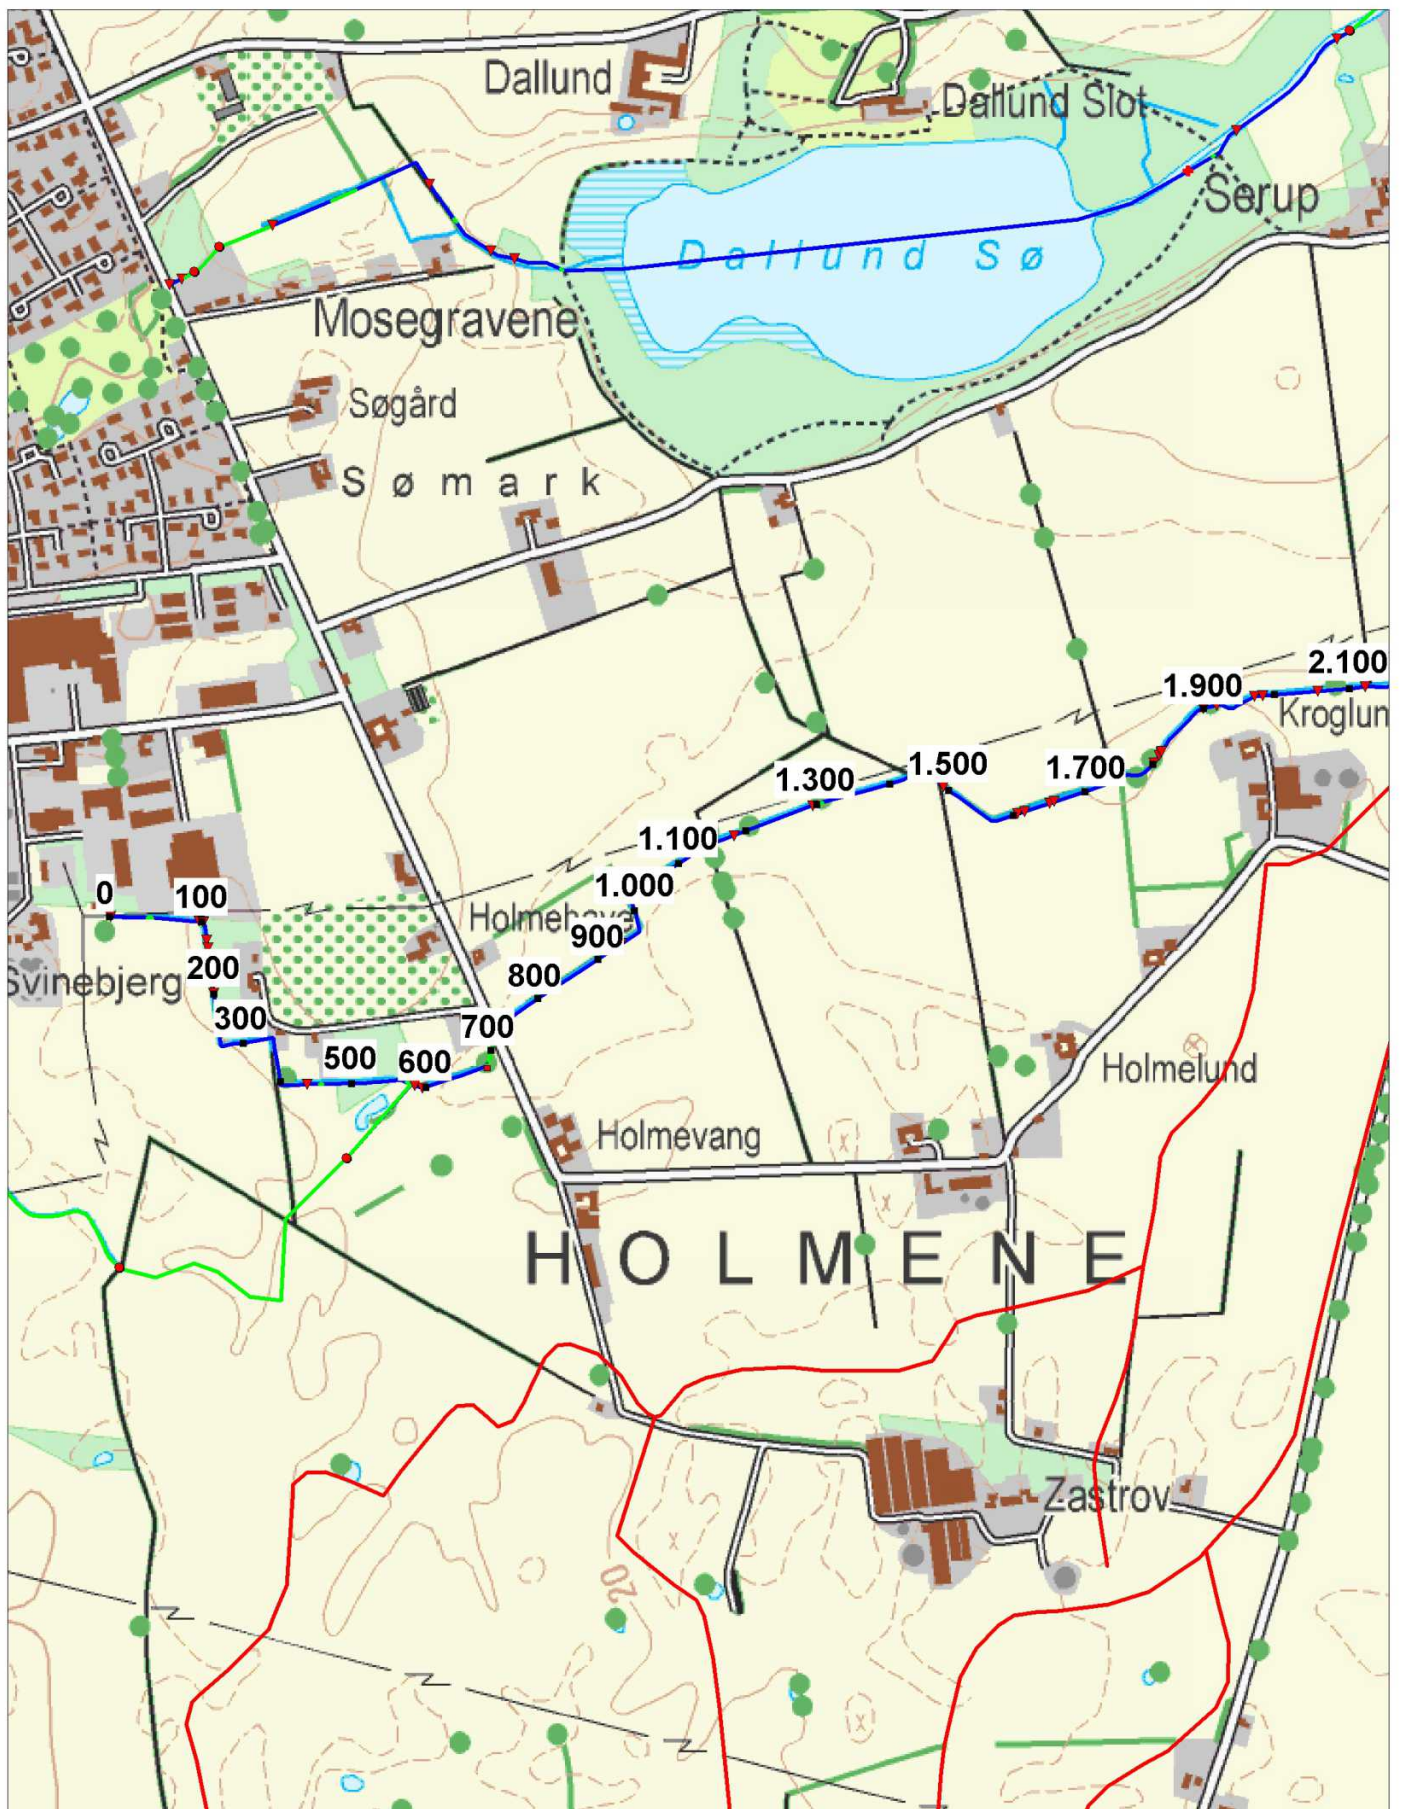 Dallund
Dallund Slot
Serup
Dallund Sø
Mosegravene
Søgård
Sømark
2.100
1.900
Kroglun
1.700
1.500
1.300
1.100
1.000
0
100
Holmehave
900
800
200
Svinebjerg
300
700
500
600
Holmelund
Holmevang
HOLMENE
Zastrov
20